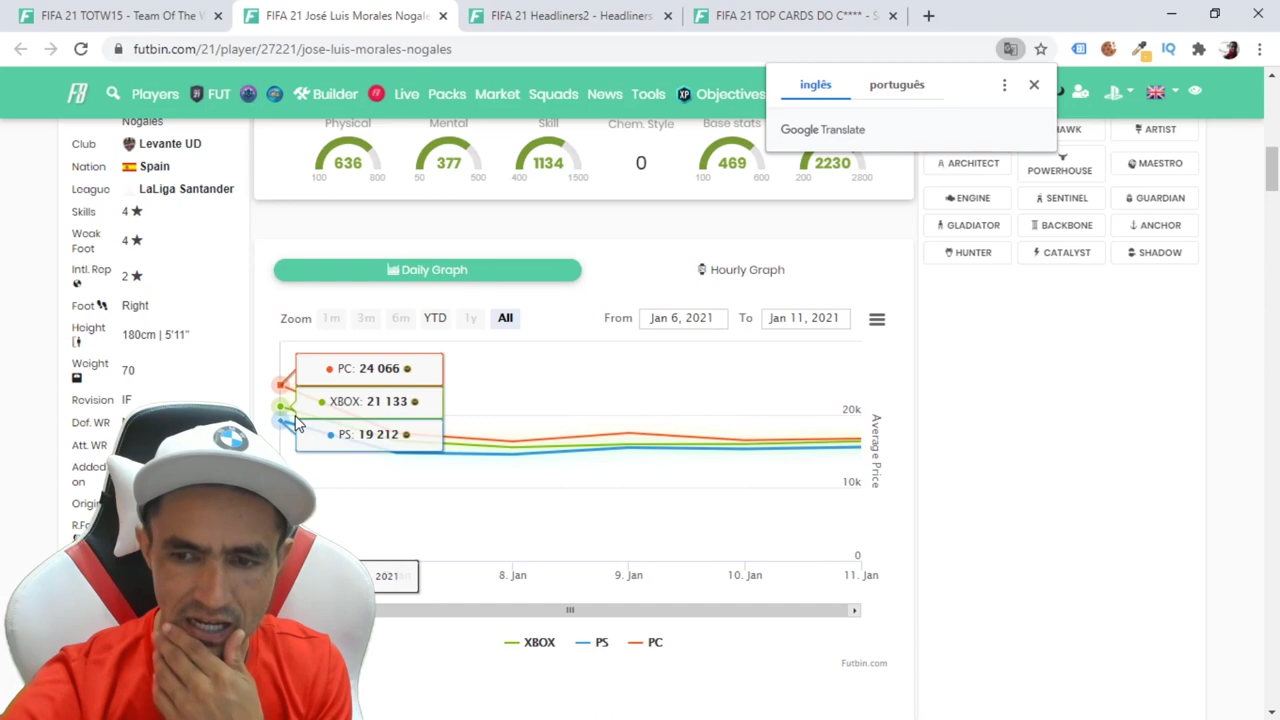 FIFA 21 TOTW15 - Team Of The V
FIFA 21 José Luis Morales Nogale
FIFA 21 Headliners2 - Headliners
FIFA 21 TOP CARDS DO C**** - S
futbin.com/21/player/27221/jose-luis-morales-nogales
IQ
inglês
português
Google Translate
F8
Players
FUT
Builder
Live
Packs
Market
Squads
News
Tools
XP
Objectives
Nogales
Club
Levante UD
Nation
Spain
League
LaLiga Santander
Skills
4★
Weak
Foot
4★
Intl. Rep
2★
Foot
Right
Height
180cm | 5'11"
Weight
70
Revision
IF
Def. WR
Att. WR
Added
on
Origin
R.F
Physical
636
100
800
Mental
377
50
500
Skill
1134
400
1500
Chem. Style
0
Base stats
469
100
600
2230
200
2800
HAWK
ARTIST
ARCHITECT
POWERHOUSE
MAESTRO
ENGINE
SENTINEL
GUARDIAN
GLADIATOR
BACKBONE
ANCHOR
HUNTER
CATALYST
SHADOW
Daily Graph
Hourly Graph
Zoom
1m
3m
6m
YTD
1y
All
From
Jan 6, 2021
To
Jan 11, 2021
PC: 24 066
XBOX: 21 133
PS: 19 212
20k
10k
0
Average Price
2021
8. Jan
9. Jan
10. Jan
11. Jan
XBOX
PS
PC
Futbin.com